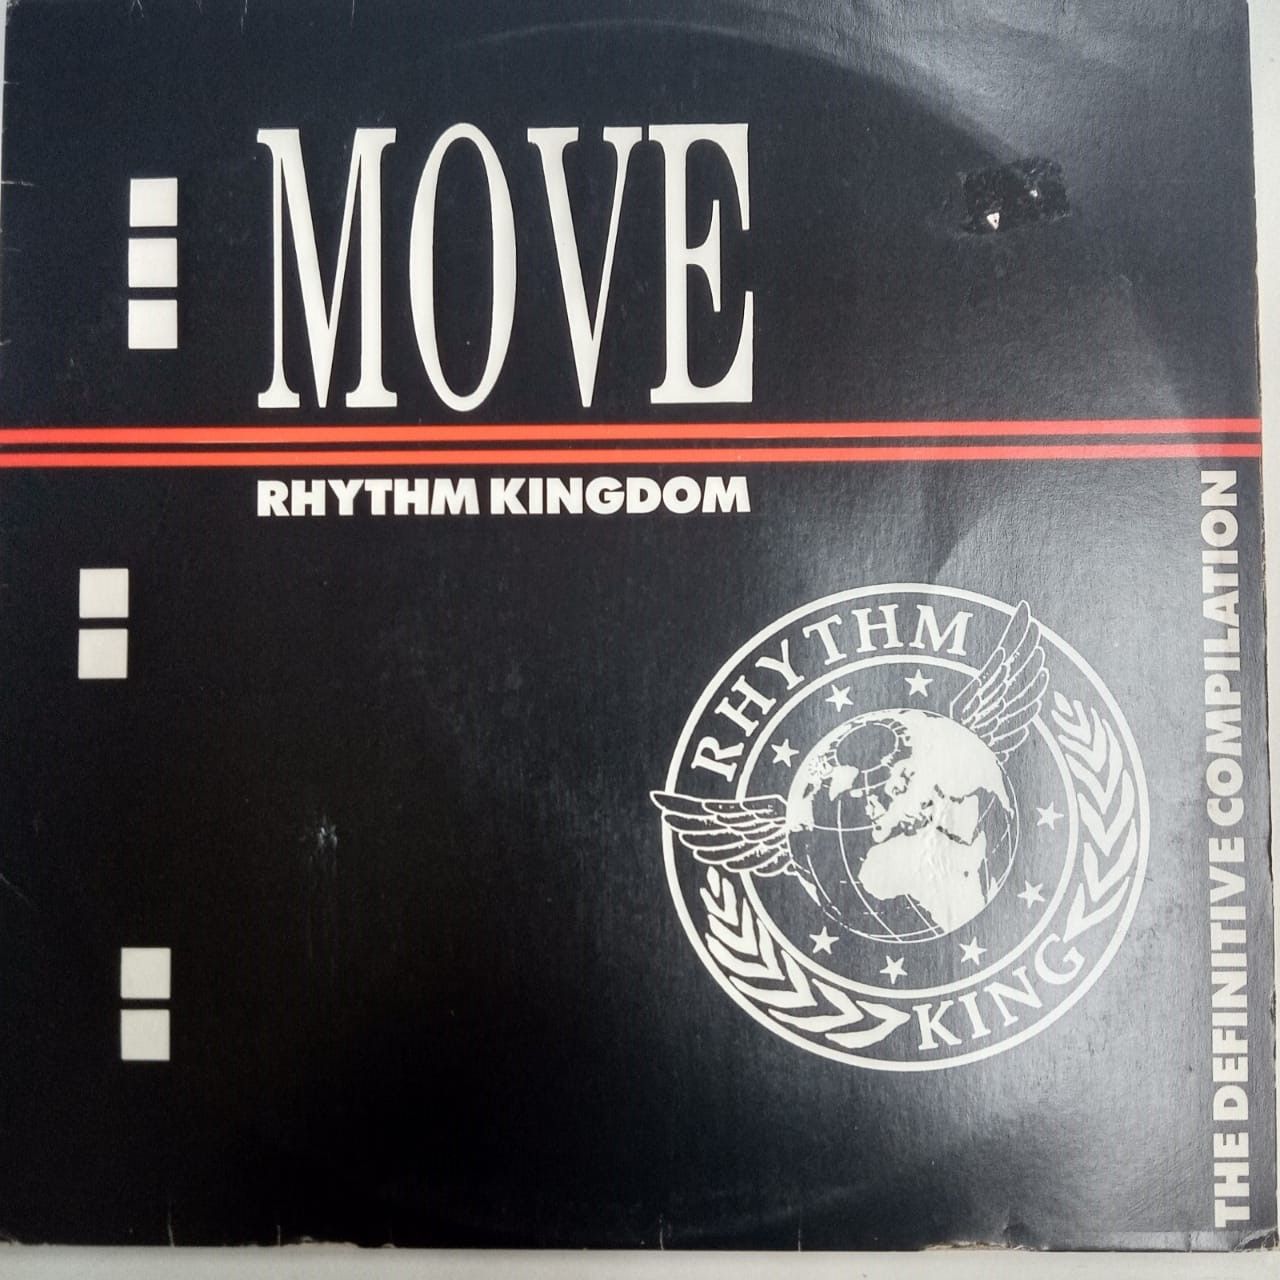 MOVE
RHYTHM KINGDOM
RHYTHM
KING
THE DEFINITIVE COMPILATION